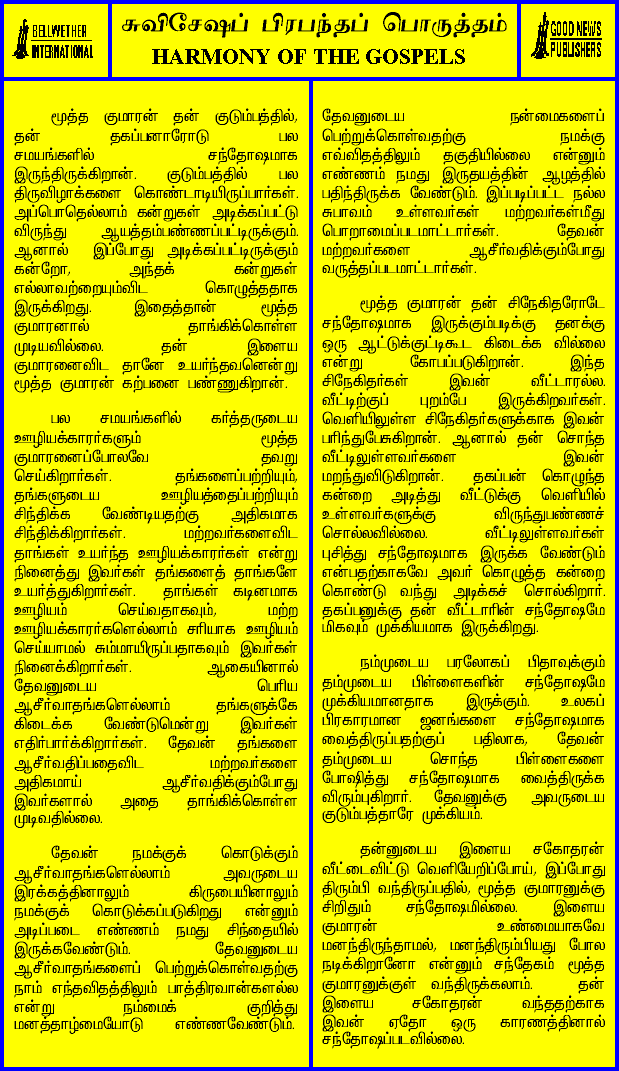 BELLWETHER
INTERNATIONAL
சுவிசேஷப் பிரபந்தப் பொருத்தம்
HARMONY OF THE GOSPELS
GOOD NEWS
PUBLISHERS
மூத்த குமாரன் தன் குடும்பத்தில்,
தன் தகப்பனாரோடு பல
சமயங்களில் சந்தோஷமாக
இருந்திருக்கிறான். குடும்பத்தில் பல
திருவிழாக்களை கொண்டாடியிருப்பார்கள்.
அப்பொதெல்லாம் கன்றுகள் அடிக்கப்பட்டு
விருந்து ஆயத்தம்பண்ணப்பட்டிருக்கும்.
ஆனால் இப்போது அடிக்கப்பட்டிருக்கும்
கன்றோ, அந்தக் கன்றுகள்
எல்லாவற்றையும்விட கொழுத்ததாக
இருக்கிறது. இதைத்தான் மூத்த
குமாரனால் தாங்கிக்கொள்ள
முடியவில்லை. தன் இளைய
குமாரனைவிட தானே உயர்ந்தவனென்று
மூத்த குமாரன் கற்பனை பண்ணுகிறான்.
பல சமயங்களில் கர்த்தருடைய
ஊழியக்காரர்களும் மூத்த
குமாரனைப்போலவே தவறு
செய்கிறார்கள். தங்களைப்பற்றியும்,
தங்களுடைய ஊழியத்தைப்பற்றியும்
சிந்திக்க வேண்டியதற்கு அதிகமாக
சிந்திக்கிறார்கள். மற்றவர்களைவிட
தாங்கள் உயர்ந்த ஊழியக்காரர்கள் என்று
நினைத்து இவர்கள் தங்களைத் தாங்களே
உயர்த்துகிறார்கள். தாங்கள் கடினமாக
ஊழியம் செய்வதாகவும், மற்ற
ஊழியக்காரர்களெல்லாம் சரியாக ஊழியம்
செய்யாமல் சும்மாயிருப்பதாகவும் இவர்கள்
நினைக்கிறார்கள். ஆகையினால்
தேவனுடைய பெரிய
ஆசீர்வாதங்களெல்லாம் தங்களுக்கே
கிடைக்க வேண்டுமென்று இவர்கள்
எதிர்பார்க்கிறார்கள். தேவன் தங்களை
ஆசீர்வதிப்பதைவிட மற்றவர்களை
அதிகமாய் ஆசீர்வதிக்கும்போது
இவர்களால் அதை தாங்கிக்கொள்ள
முடிவதில்லை.
தேவன் நமக்குக் கொடுக்கும்
ஆசீர்வாதங்களெல்லாம் அவருடைய
இரக்கத்தினாலும் கிருபையினாலும்
நமக்குக் கொடுக்கப்படுகிறது என்னும்
அடிப்படை எண்ணம் நமது சிந்தையில்
இருக்கவேண்டும். தேவனுடைய
ஆசீர்வாதங்களைப் பெற்றுக்கொள்வதற்கு
நாம் எந்தவிதத்திலும் பாத்திரவான்களல்ல
என்று நம்மைக் குறித்து
மனத்தாழ்மையோடு எண்ணவேண்டும்.
தேவனுடைய நன்மைகளைப்
பெற்றுக்கொள்வதற்கு நமக்கு
எவ்விதத்திலும் தகுதியில்லை என்னும்
எண்ணம் நமது இருதயத்தின் ஆழத்தில்
பதிந்திருக்க வேண்டும். இப்படிப்பட்ட நல்ல
சுபாவம் உள்ளவர்கள் மற்றவர்கள்மீது
பொறாமைப்படமாட்டார்கள். தேவன்
மற்றவர்களை ஆசீர்வதிக்கும்போது
வருத்தப்படமாட்டார்கள்.
மூத்த குமாரன் தன் சிநேகிதரோடே
சந்தோஷமாக இருக்கும்படிக்கு தனக்கு
ஒரு ஆட்டுக்குட்டிகூட கிடைக்க வில்லை
என்று கோபப்படுகிறான். இந்த
சிநேகிதர்கள் இவன் வீட்டாரல்ல.
வீட்டிற்குப் புறம்பே இருக்கிறவர்கள்.
வெளியிலுள்ள சிநேகிதர்களுக்காக இவன்
பரிந்துபேசுகிறான். ஆனால் தன் சொந்த
வீட்டிலுள்ளவர்களை இவன்
மறந்துவிடுகிறான். தகப்பன் கொழுந்த
கன்றை அடித்து வீட்டுக்கு வெளியில்
உள்ளவர்களுக்கு விருந்துபண்ணச்
சொல்லவில்லை. வீட்டிலுள்ளவர்கள்
புசித்து சந்தோஷமாக இருக்க வேண்டும்
என்பதற்காகவே அவர் கொழுத்த கன்றை
கொண்டு வந்து அடிக்கச் சொல்கிறார்.
தகப்பனுக்கு தன் வீட்டாரின் சந்தோஷமே
மிகவும் முக்கியமாக இருக்கிறது.
நம்முடைய பரலோகப் பிதாவுக்கும்
தம்முடைய பிள்ளைகளின் சந்தோஷமே
முக்கியமானதாக இருக்கும். உலகப்
பிரகாரமான ஜனங்களை சந்தோஷமாக
வைத்திருப்பதற்குப் பதிலாக, தேவன்
தம்முடைய சொந்த பிள்ளைகளை
போஷித்து சந்தோஷமாக வைத்திருக்க
விரும்புகிறார். தேவனுக்கு அவருடைய
குடும்பத்தாரே முக்கியம்.
தன்னுடைய இளைய சகோதரன்
வீட்டைவிட்டு வெளியேறிப்போய், இப்போது
திரும்பி வந்திருப்பதில், மூத்த குமாரனுக்கு
சிறிதும் சந்தோஷமில்லை. இளைய
குமாரன் உண்மையாகவே
மனந்திருந்தாமல், மனந்திரும்பியது போல
நடிக்கிறானோ என்னும் சந்தேகம் மூத்த
குமாரனுக்குள் வந்திருக்கலாம். தன்
இளைய சகோதரன் வந்ததற்காக
இவன் ஏதோ ஒரு காரணத்தினால்
சந்தோஷப்படவில்லை.